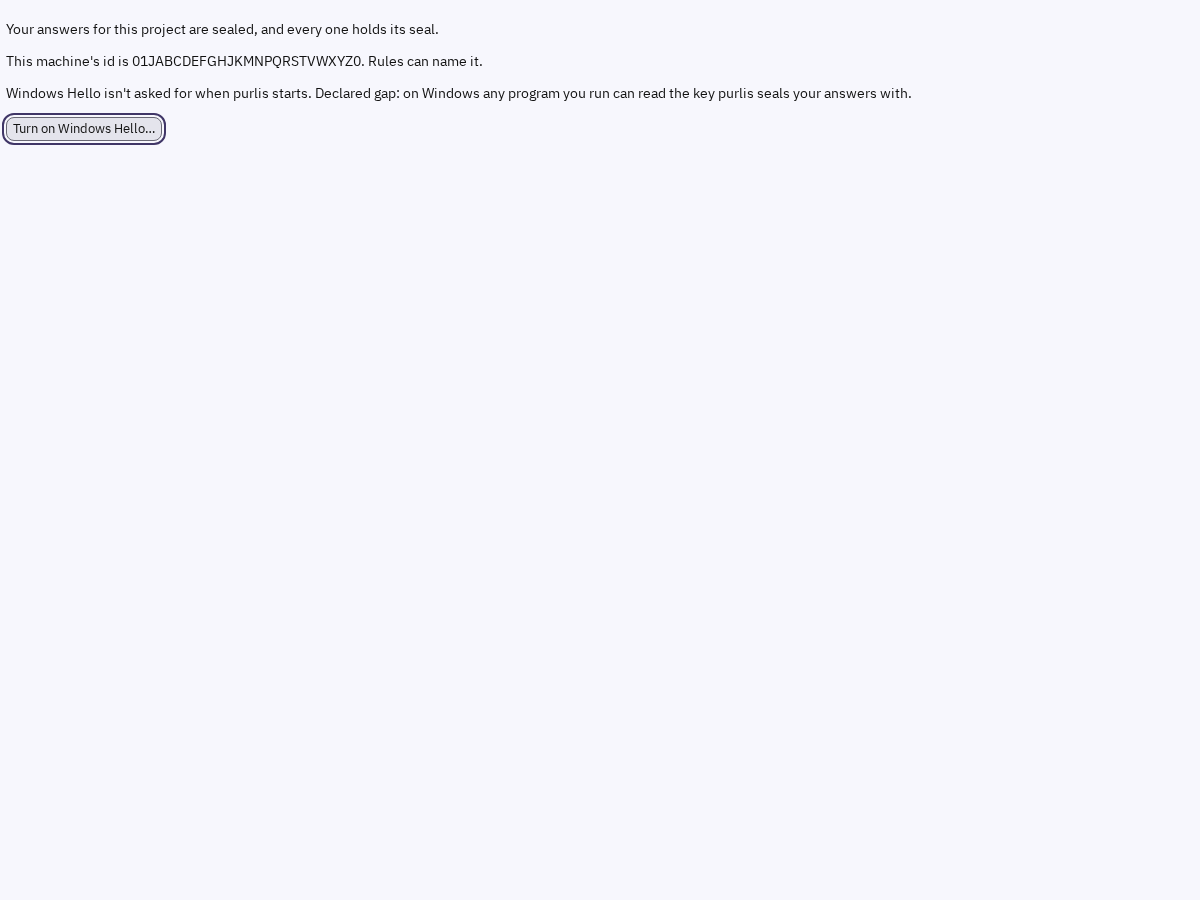 Your answers for this project are sealed, and every one holds its seal.
This machine's id is 01JABCDEFGHJKMNPQRSTVWXYZ0. Rules can name it.
Windows Hello isn't asked for when purlis starts. Declared gap: on Windows any program you run can read the key purlis seals your answers with.
Turn on Windows Hello…